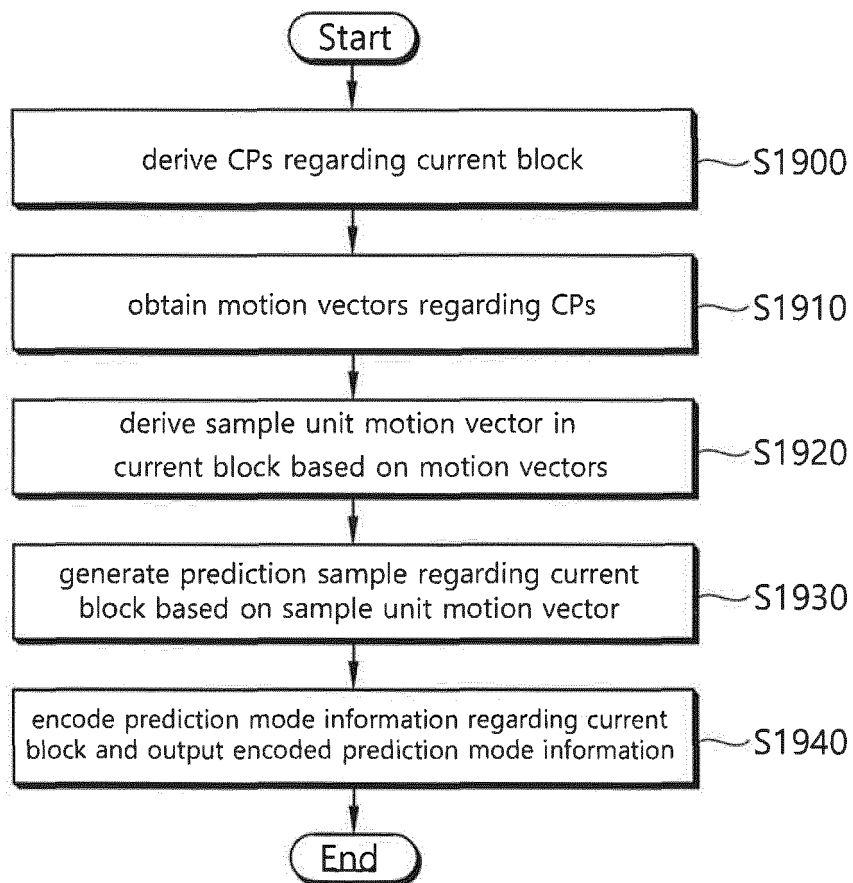 Start
derive CPs regarding current block
S1900
obtain motion vectors regarding CPs
S1910
derive sample unit motion vector in
current block based on motion vectors
S1920
generate prediction sample regarding current
block based on sample unit motion vector
S1930
encode prediction mode information regarding current
block and output encoded prediction mode information
S1940
End